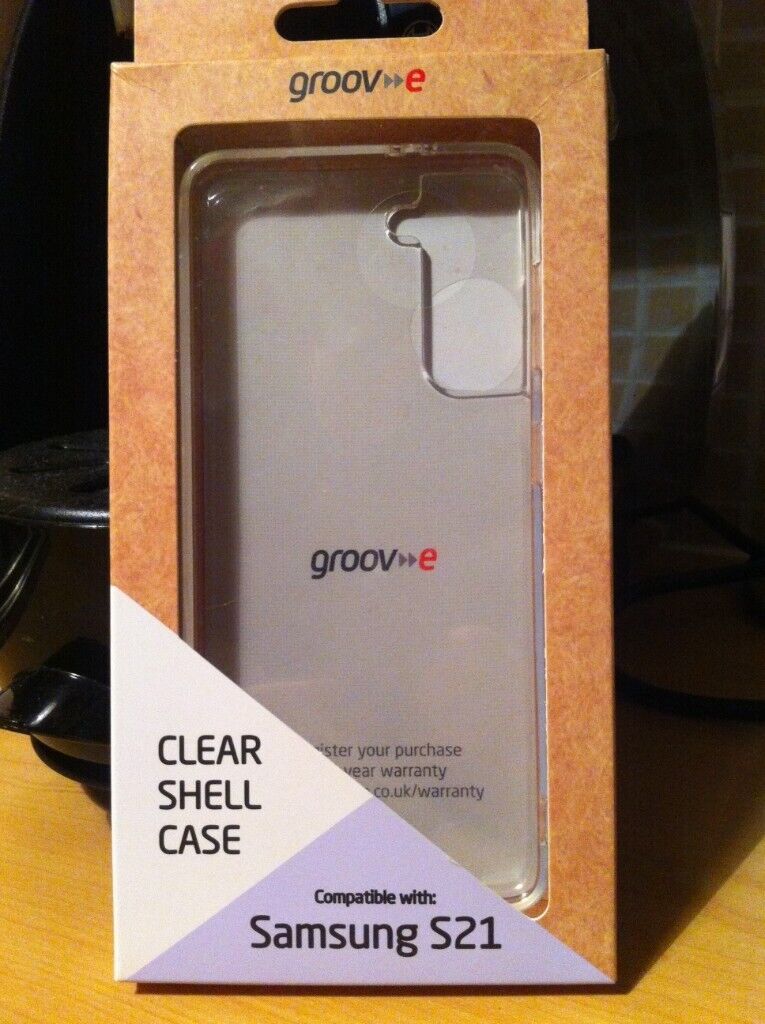 groov e
groov e
ister your purchase
year warranty
co.uk/warranty
CLEAR
SHELL
CASE
Compatible with:
Samsung S21